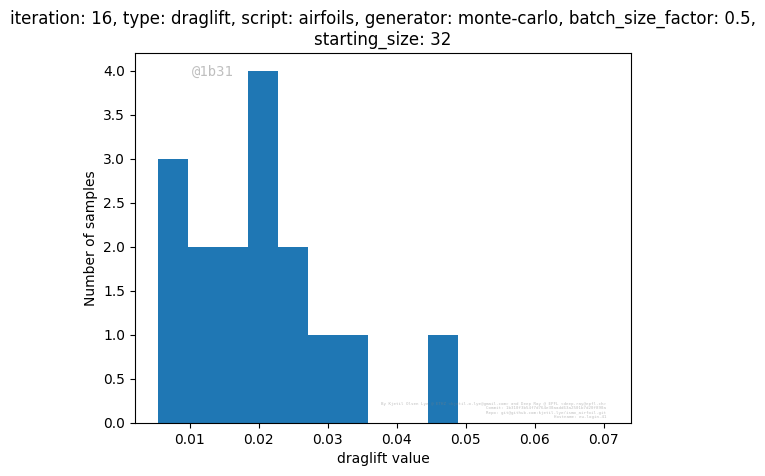 iteration: 16, type: draglift, script: airfoils, generator: monte-carlo, batch_size_factor: 0.5,
starting_size: 32
@1b31
4.0
3.5
3.0
2.5
2.0
1.5
1.0
0.5
0.0
Number of samples
0.01 0.02 0.03 0.04 0.05 0.06 0.07
draglift value